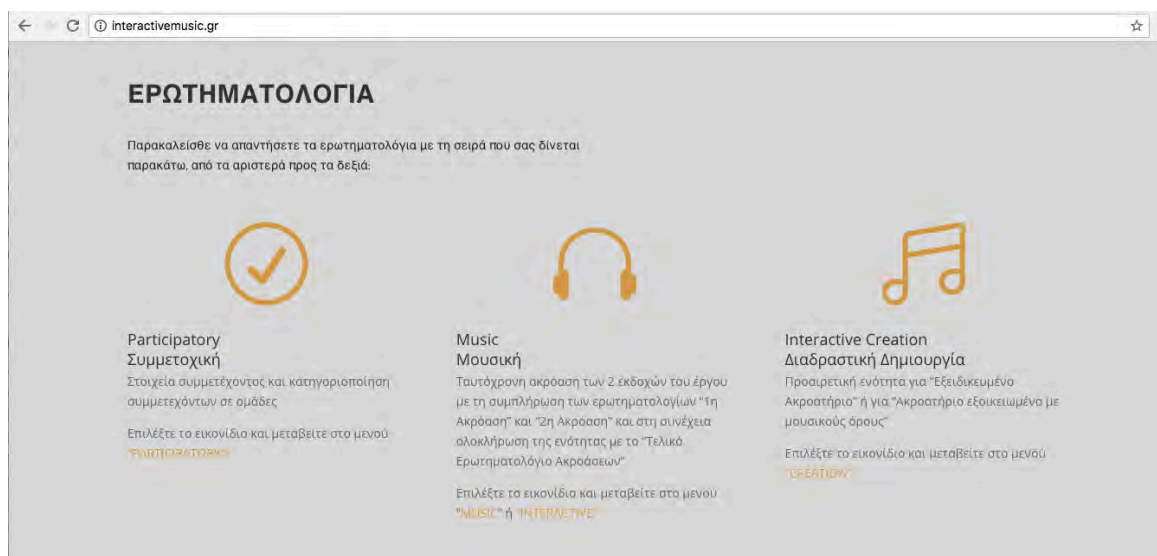 interactivemusic.gr
ΕΡΩΤΗΜΑΤΟΛΟΓΙΑ
Παρακαλείσθε να απαντήσετε τα ερωτηματολόγια με τη σειρά που σας δίνεται
παρακάτω, από τα αριστερά προς τα δεξιά:
Participatory
Συμμετοχική
Στοιχεία συμμετέχοντος και κατηγοριοποίηση
συμμετεχόντων σε ομάδες
Επιλέξτε το εικονίδιο και μεταβείτε στο μενού
"PARTICIPATORY"
Music
Μουσική
Ταυτόχρονη ακρόαση των 2 εκδοχών του έργου
με τη συμπλήρωση των ερωτηματολογίων "1η
Ακρόαση" και "2η Ακρόαση" και στη συνέχεια
ολοκλήρωση της ενότητας με το "Τελικό
Ερωτηματολόγιο Ακροάσεων"
Επιλέξτε το εικονίδιο και μεταβείτε στο μενού
"MUSIC" ή "INTERACTIVE"
Interactive Creation
Διαδραστική Δημιουργία
Προαιρετική ενότητα για "Εξειδικευμένο
Ακροατήριο" ή για "Ακροατήριο εξοικειωμένο με
μουσικούς όρους"
Επιλέξτε το εικονίδιο και μεταβείτε στο μενού
"CREATION"